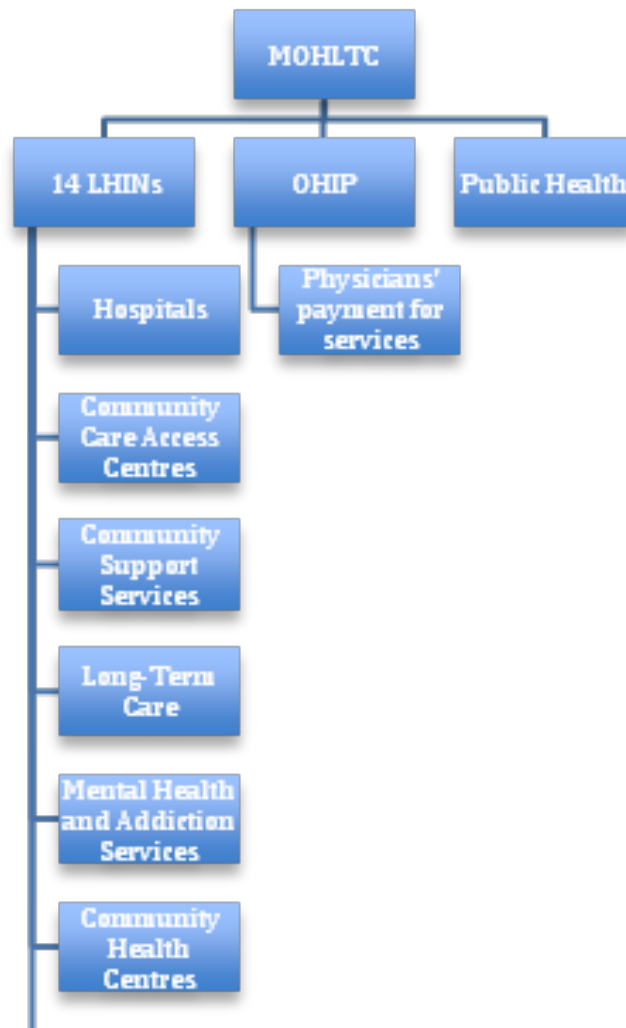 MOHLTC
14 LHINs
OHIP
Public Health
Hospitals
Physicians'
payment for
services
Community
Care Access
Centres
Community
Support
Services
Long-Term
Care
Mental Health
and Addiction
Services
Community
Health
Centres